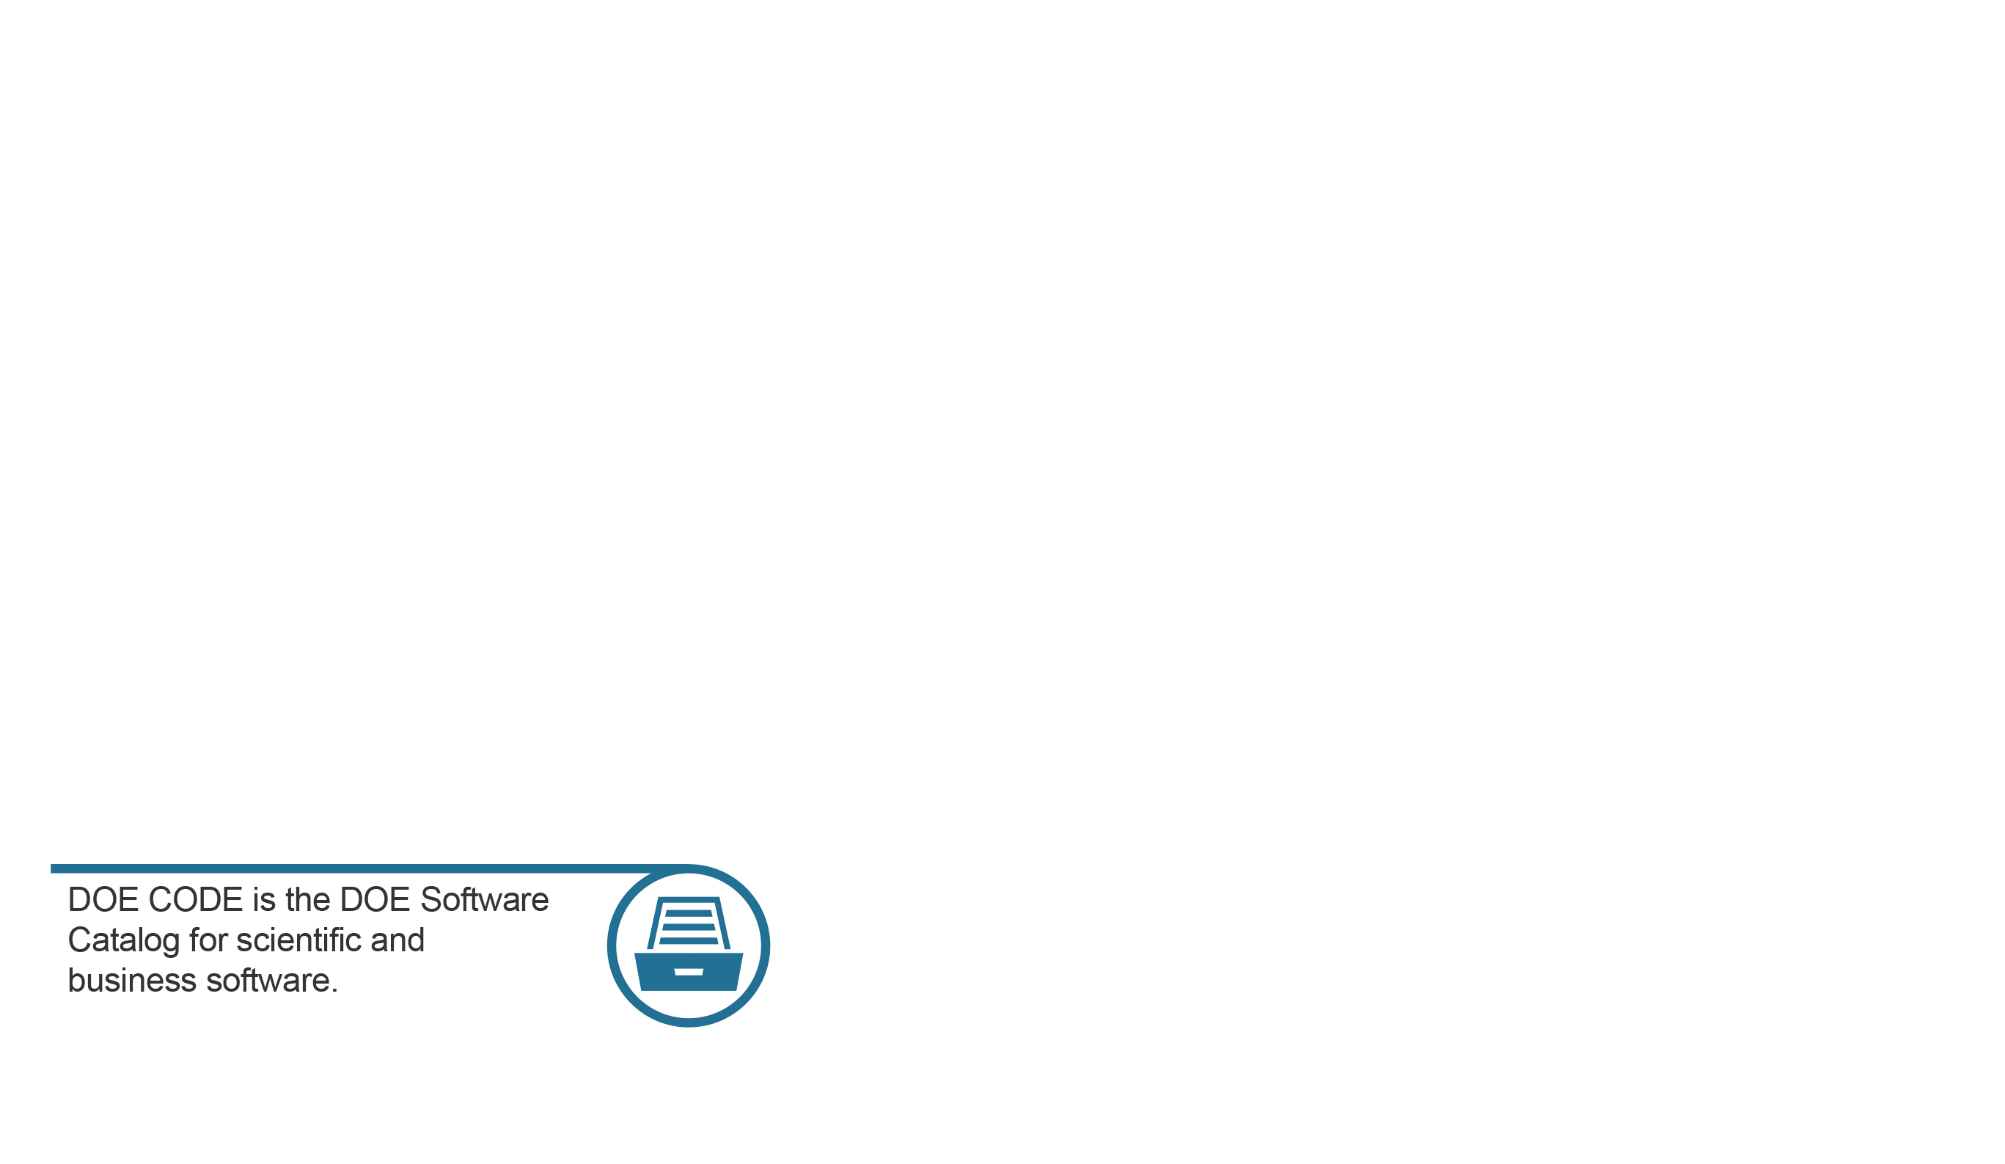 DOE CODE is the DOE Software
Catalog for scientific and
business software.